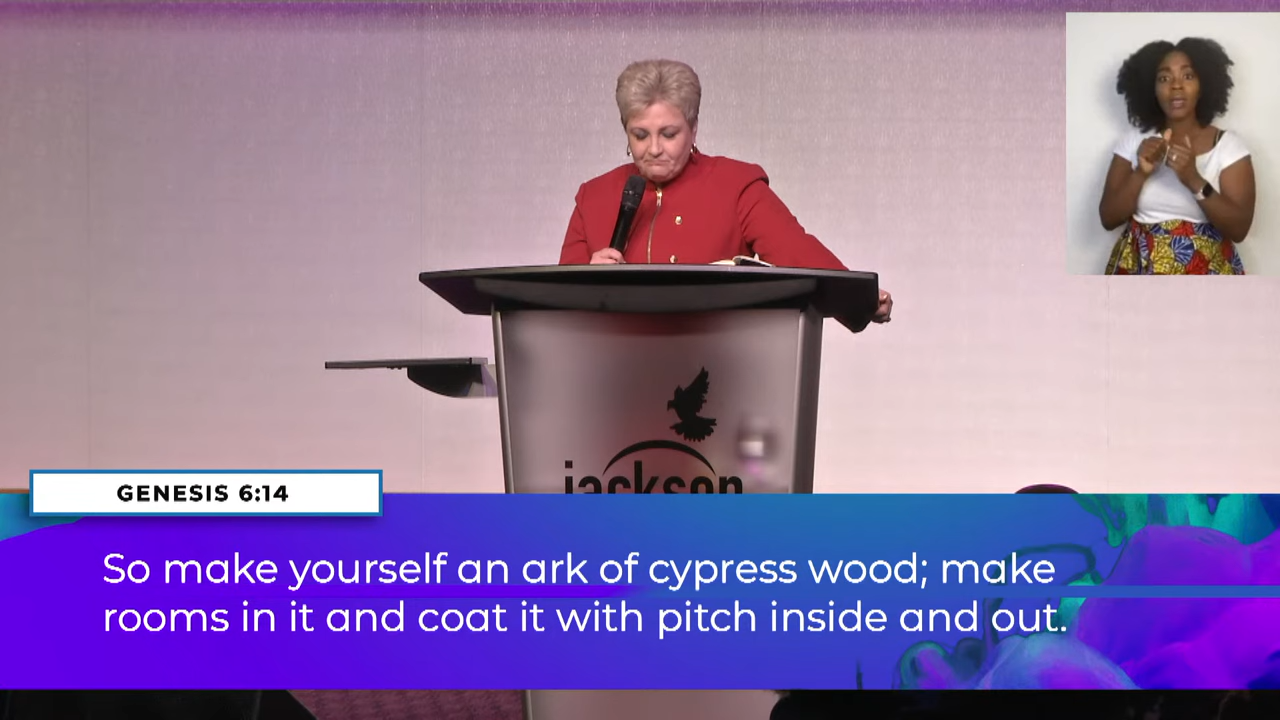 jackson
GENESIS 6:14
So make yourself an ark of cypress wood; make
rooms in it and coat it with pitch inside and out.